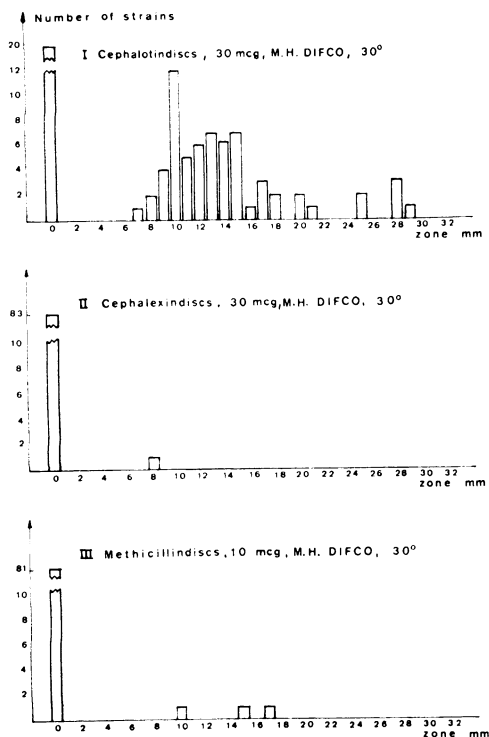 Number of strains
I Cephalotindiscs, 30 mcg, M.H. DIFCO, 30°
20
12
10
8
6
4
2
0 2 4 6 8 10 12 14 16 18 20 22 24 26 28 30 32
zone mm
II Cephalexindiscs, 30 mcg, M.H. DIFCO, 30°
83
10
8
6
4
2
0 2 4 6 8 10 12 14 16 18 20 22 24 26 28 30 32
zone mm
III Methicillindiscs, 10 mcg, M.H. DIFCO, 30°
81
10
8
6
4
2
0 2 4 6 8 10 12 14 16 18 20 22 24 26 28 30 32
zone mm